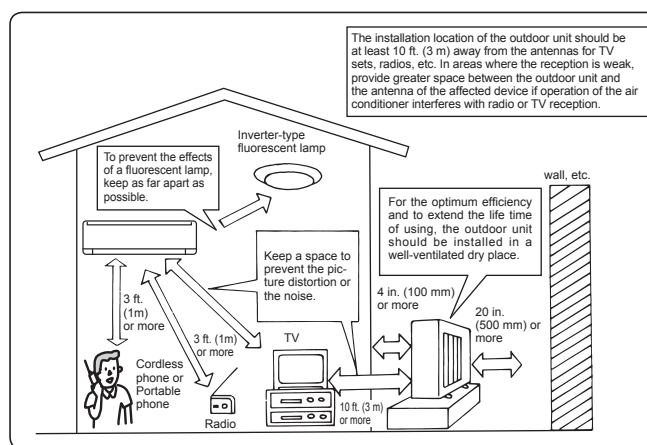 The installation location of the outdoor unit should be
at least 10 ft. (3 m) away from the antennas for TV
sets, radios, etc. In areas where the reception is weak,
provide greater space between the outdoor unit and
the antenna of the affected device if operation of the air
conditioner interferes with radio or TV reception.
Inverter-type
fluorescent lamp
To prevent the effects
of a fluorescent lamp,
keep as far apart as
possible.
wall, etc.
For the optimum efficiency
and to extend the life time
of using, the outdoor unit
should be installed in a
well-ventilated dry place.
Keep a space to
prevent the pic-
ture distortion or
the noise.
4 in. (100 mm)
or more
20 in.
(500 mm) or
more
3 ft.
(1m)
or more
3 ft. (1m)
or more
TV
Cordless
phone or
Portable
phone
Radio
10 ft. (3 m)
or more